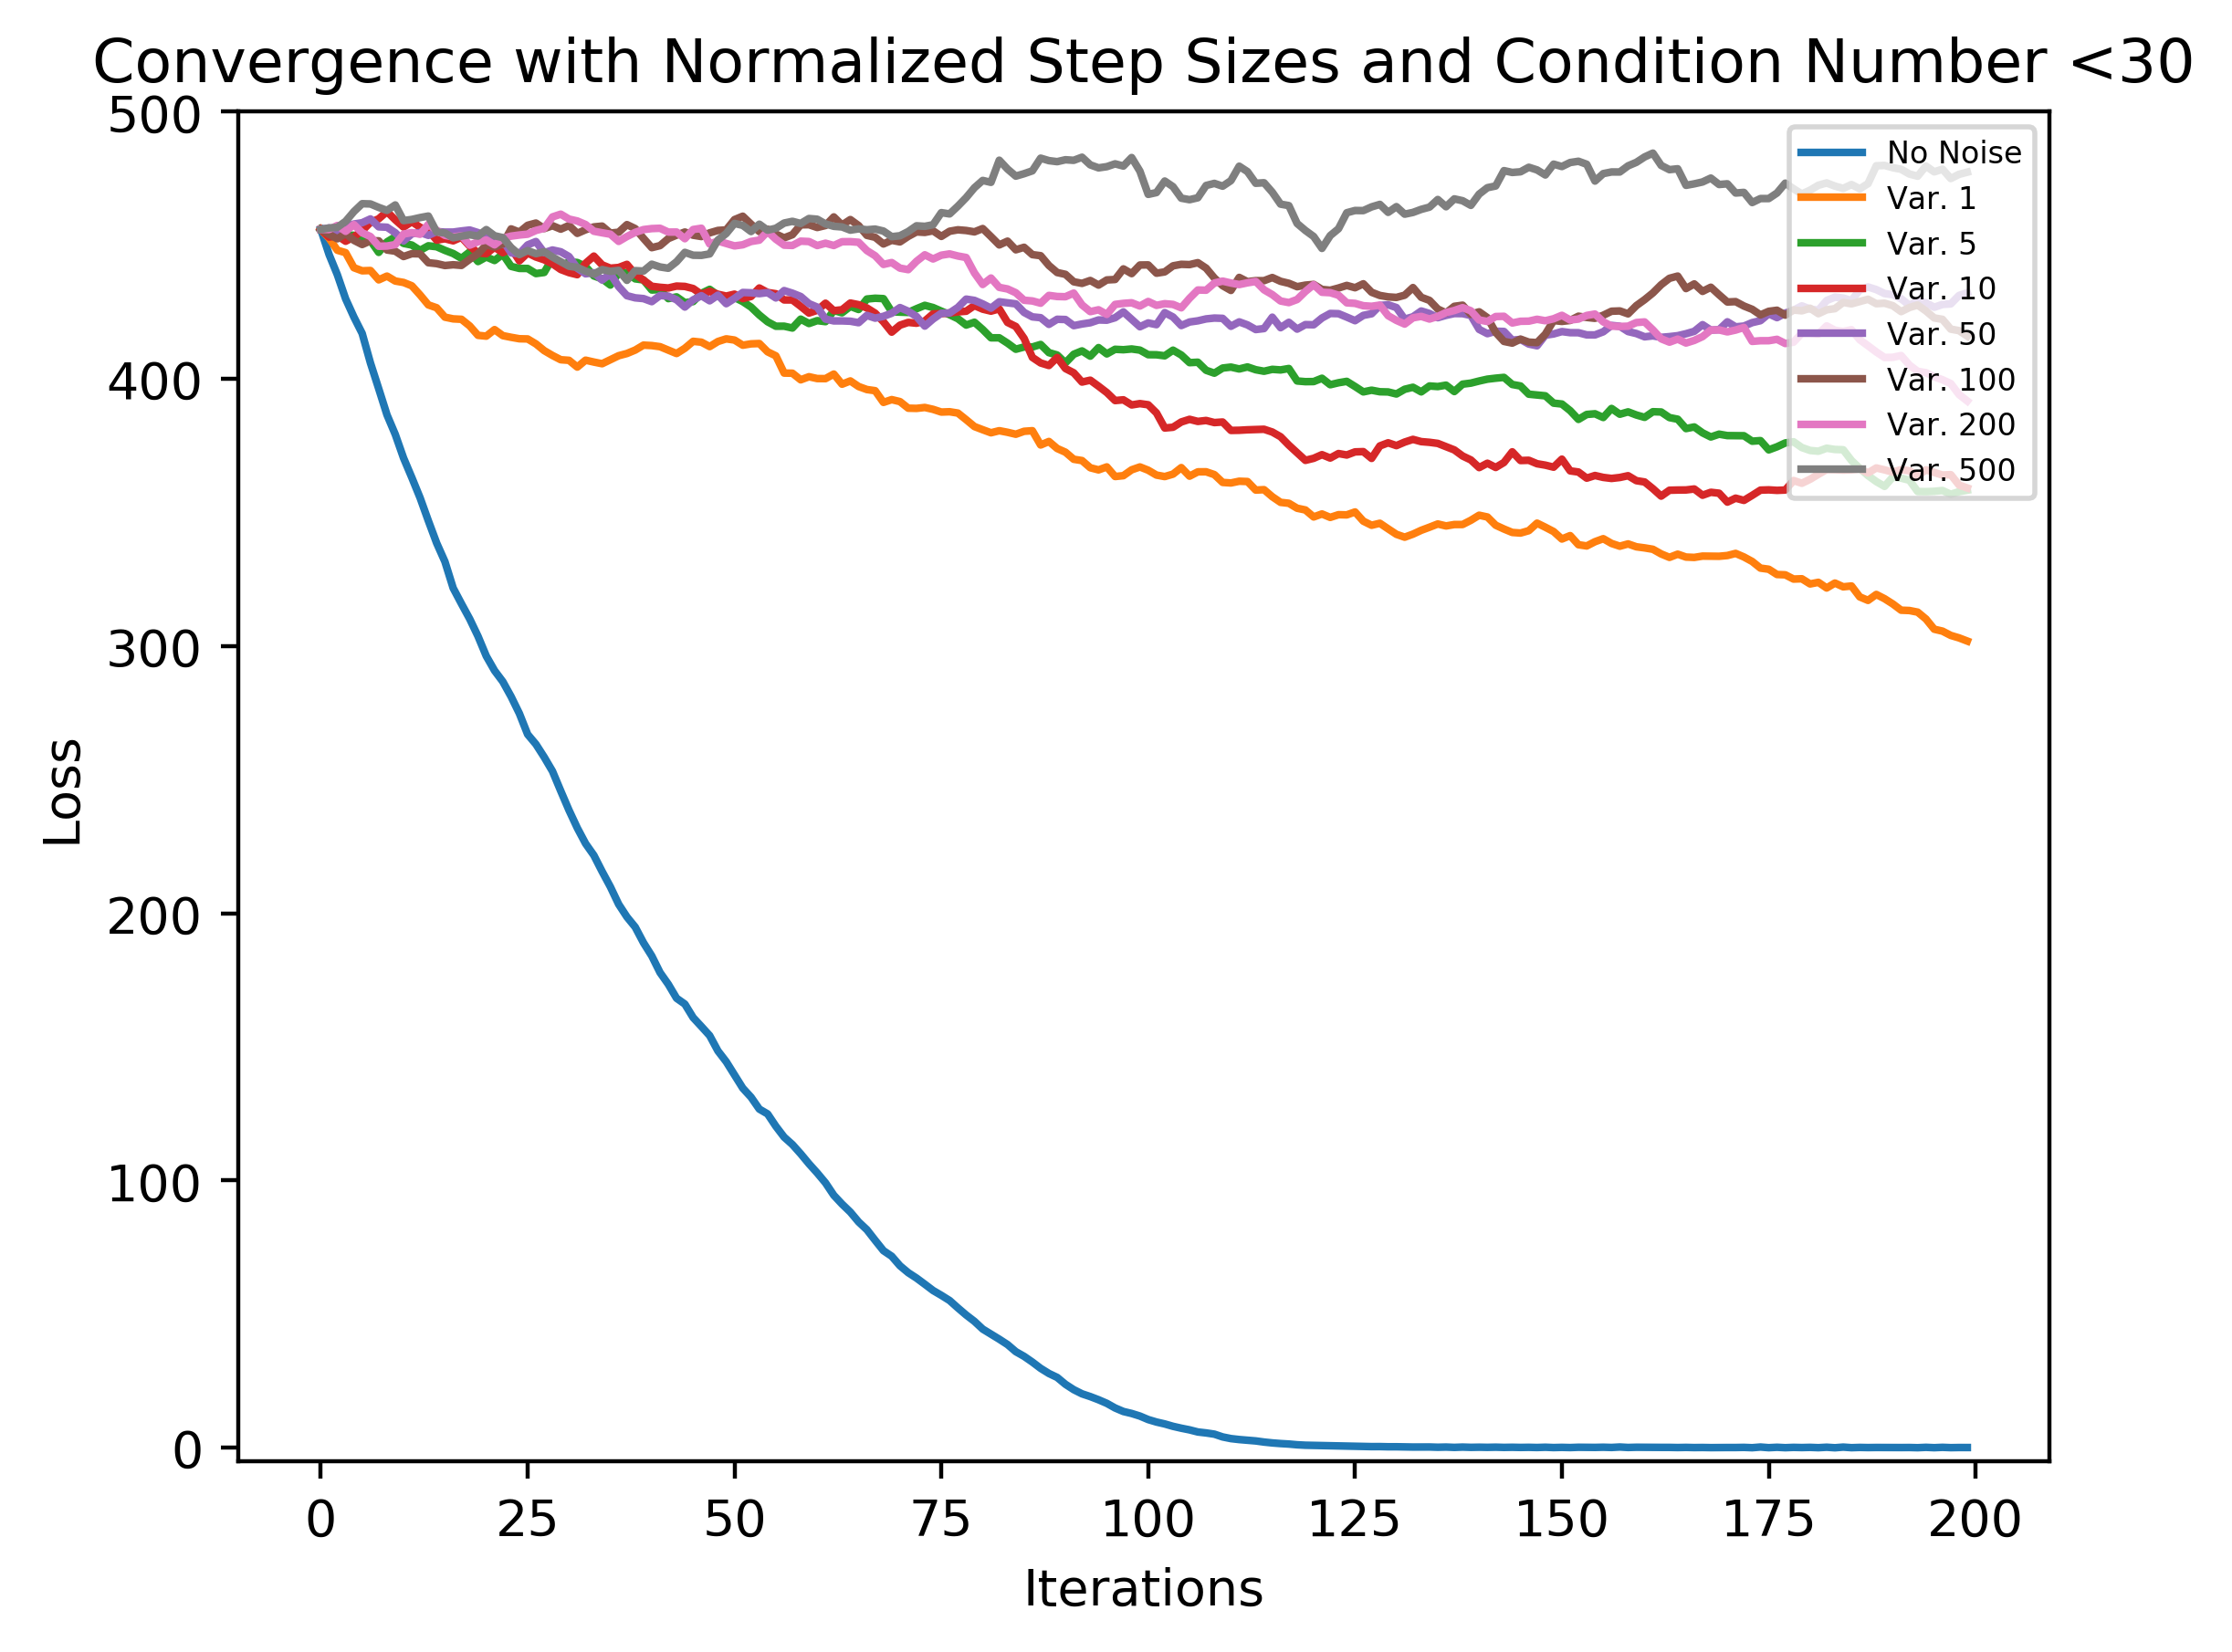 Convergence with Normalized Step Sizes and Condition Number <30
500
400
300
200
100
0
Loss
No Noise
Var. 1
Var. 5
Var. 10
Var. 50
Var. 100
Var. 200
Var. 500
0 25 50 75 100 125 150 175 200
Iterations